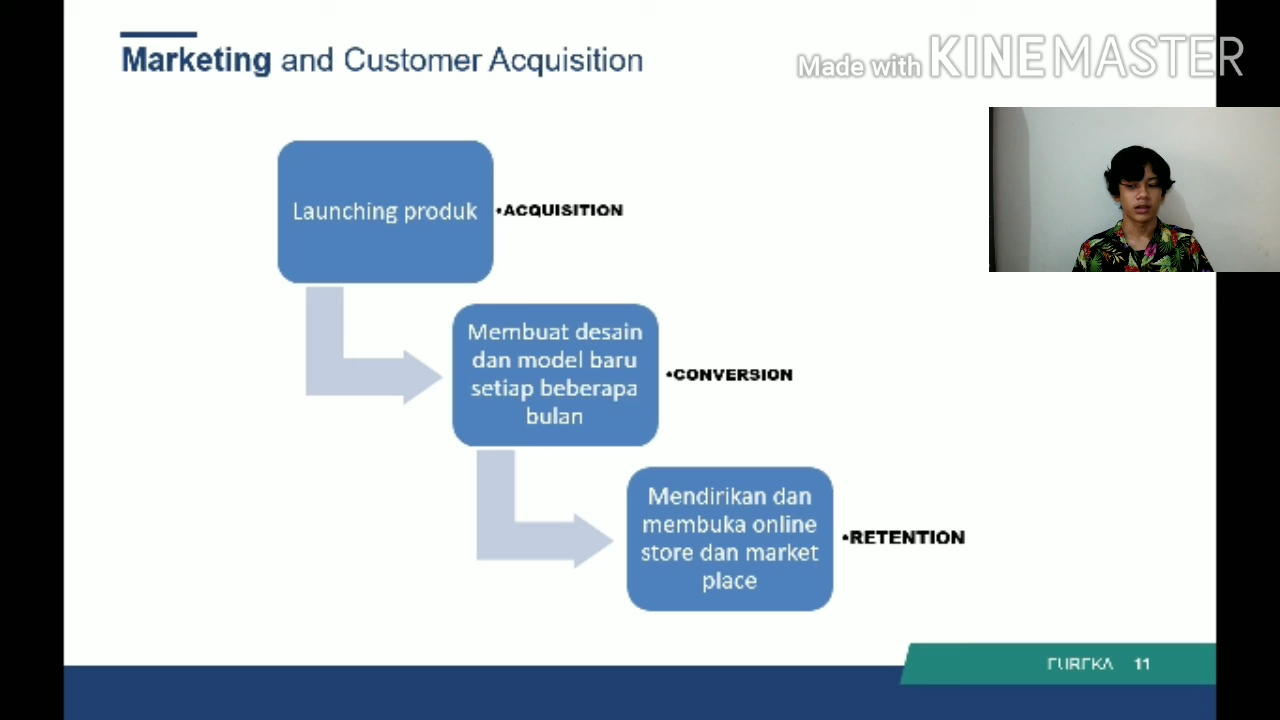 Marketing and Customer Acquisition
Made with KINEMASTER
Launching produk
•ACQUISITION
Membuat desain
dan model baru
setiap beberapa
bulan
•CONVERSION
Mendirikan dan
membuka online
store dan market
place
•RETENTION
EUREKA 11